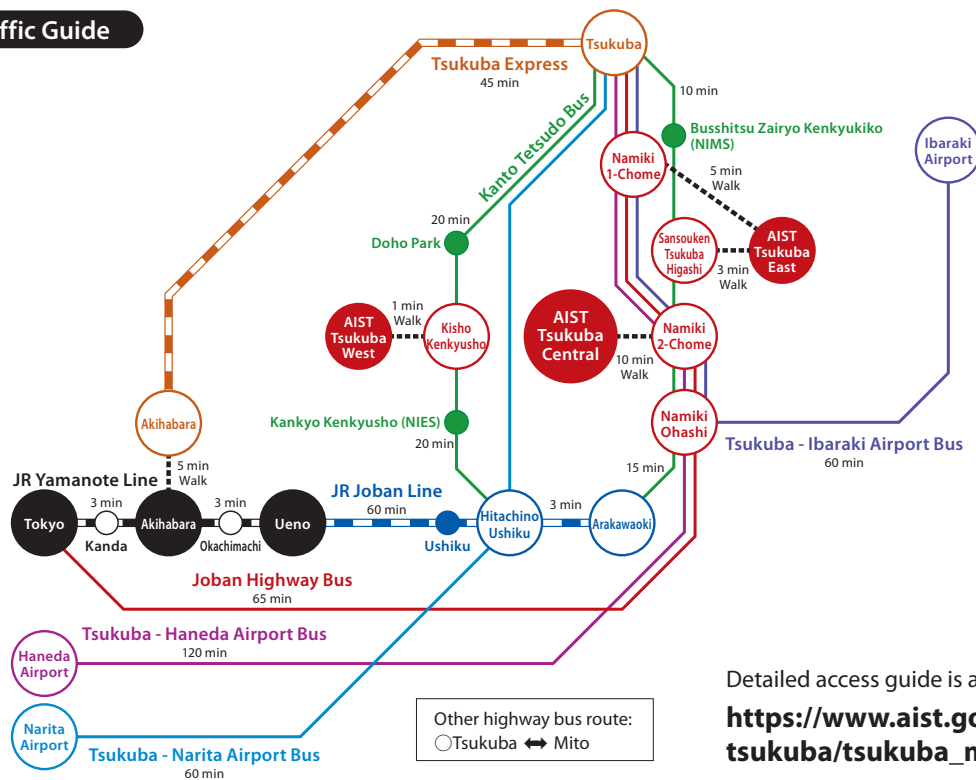 ffic Guide
Tsukuba
Tsukuba Express
45 min
10 min
Kanto Tetsudo Bus
Busshitsu Zairyo Kenkyukiko
(NIMS)
Ibaraki
Airport
Namiki
1-Chome
5 min
Walk
20 min
Doho Park
Sansouken
Tsukuba
Higashi
AIST
Tsukuba
East
3 min
Walk
1 min
Walk
AIST
Tsukuba
West
Kisho
Kenkyusho
AIST
Tsukuba
Central
Namiki
2-Chome
10 min
Walk
Akihabara
Kankyo Kenkyusho (NIES)
20 min
Namiki
Ohashi
Tsukuba - Ibaraki Airport Bus
60 min
5 min
Walk
15 min
JR Yamanote Line
JR Joban Line
3 min
3 min
60 min
3 min
Tokyo
Akihabara
Ueno
Hitachino
Ushiku
Arakawaoki
Kanda
Okachimachi
Ushiku
Joban Highway Bus
65 min
Tsukuba - Haneda Airport Bus
120 min
Haneda
Airport
Narita
Airport
Tsukuba - Narita Airport Bus
60 min
Other highway bus route:
○Tsukuba ⬌ Mito
Detailed access guide is a
https://www.aist.go
tsukuba/tsukuba_